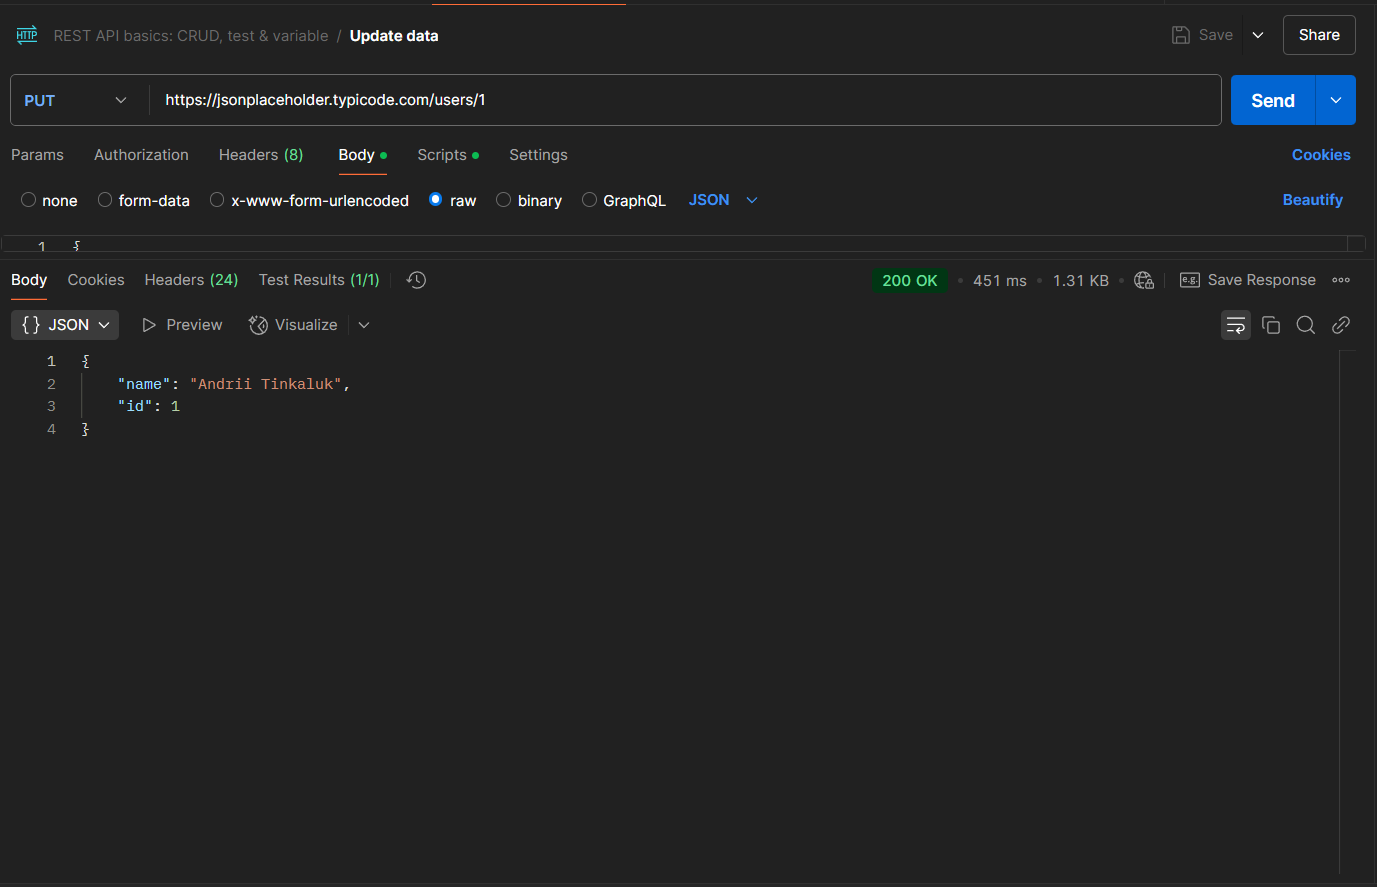 HTTP REST API basics: CRUD, test & variable / Update data Save Share
PUT https://jsonplaceholder.typicode.com/users/1 Send
Params Authorization Headers (8) Body Scripts Settings Cookies
none form-data x-www-form-urlencoded raw binary GraphQL JSON Beautify
1 {
Body Cookies Headers (24) Test Results (1/1) 200 OK 451 ms 1.31 KB e.g. Save Response
{} JSON Preview Visualize
1 {
2 "name": "Andrii Tinkaluk",
3 "id": 1
4 }